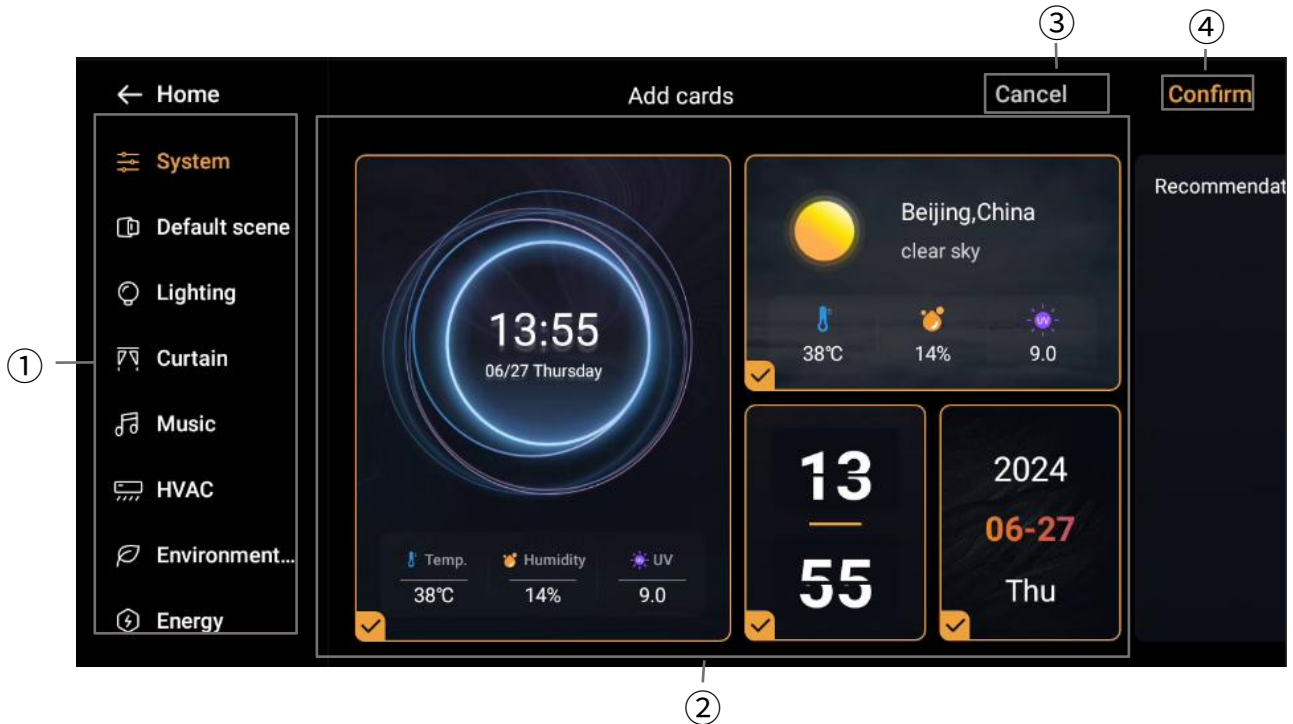 ③
④
← Home
Add cards
Cancel
Confirm
System
Default scene
Lighting
①
Curtain
Music
HVAC
Environment...
Energy
13:55
06/27 Thursday
Temp.
Humidity
UV
38℃
14%
9.0
Beijing,China
clear sky
UV
38℃
14%
9.0
13
55
2024
06-27
Thu
Recommendat
②